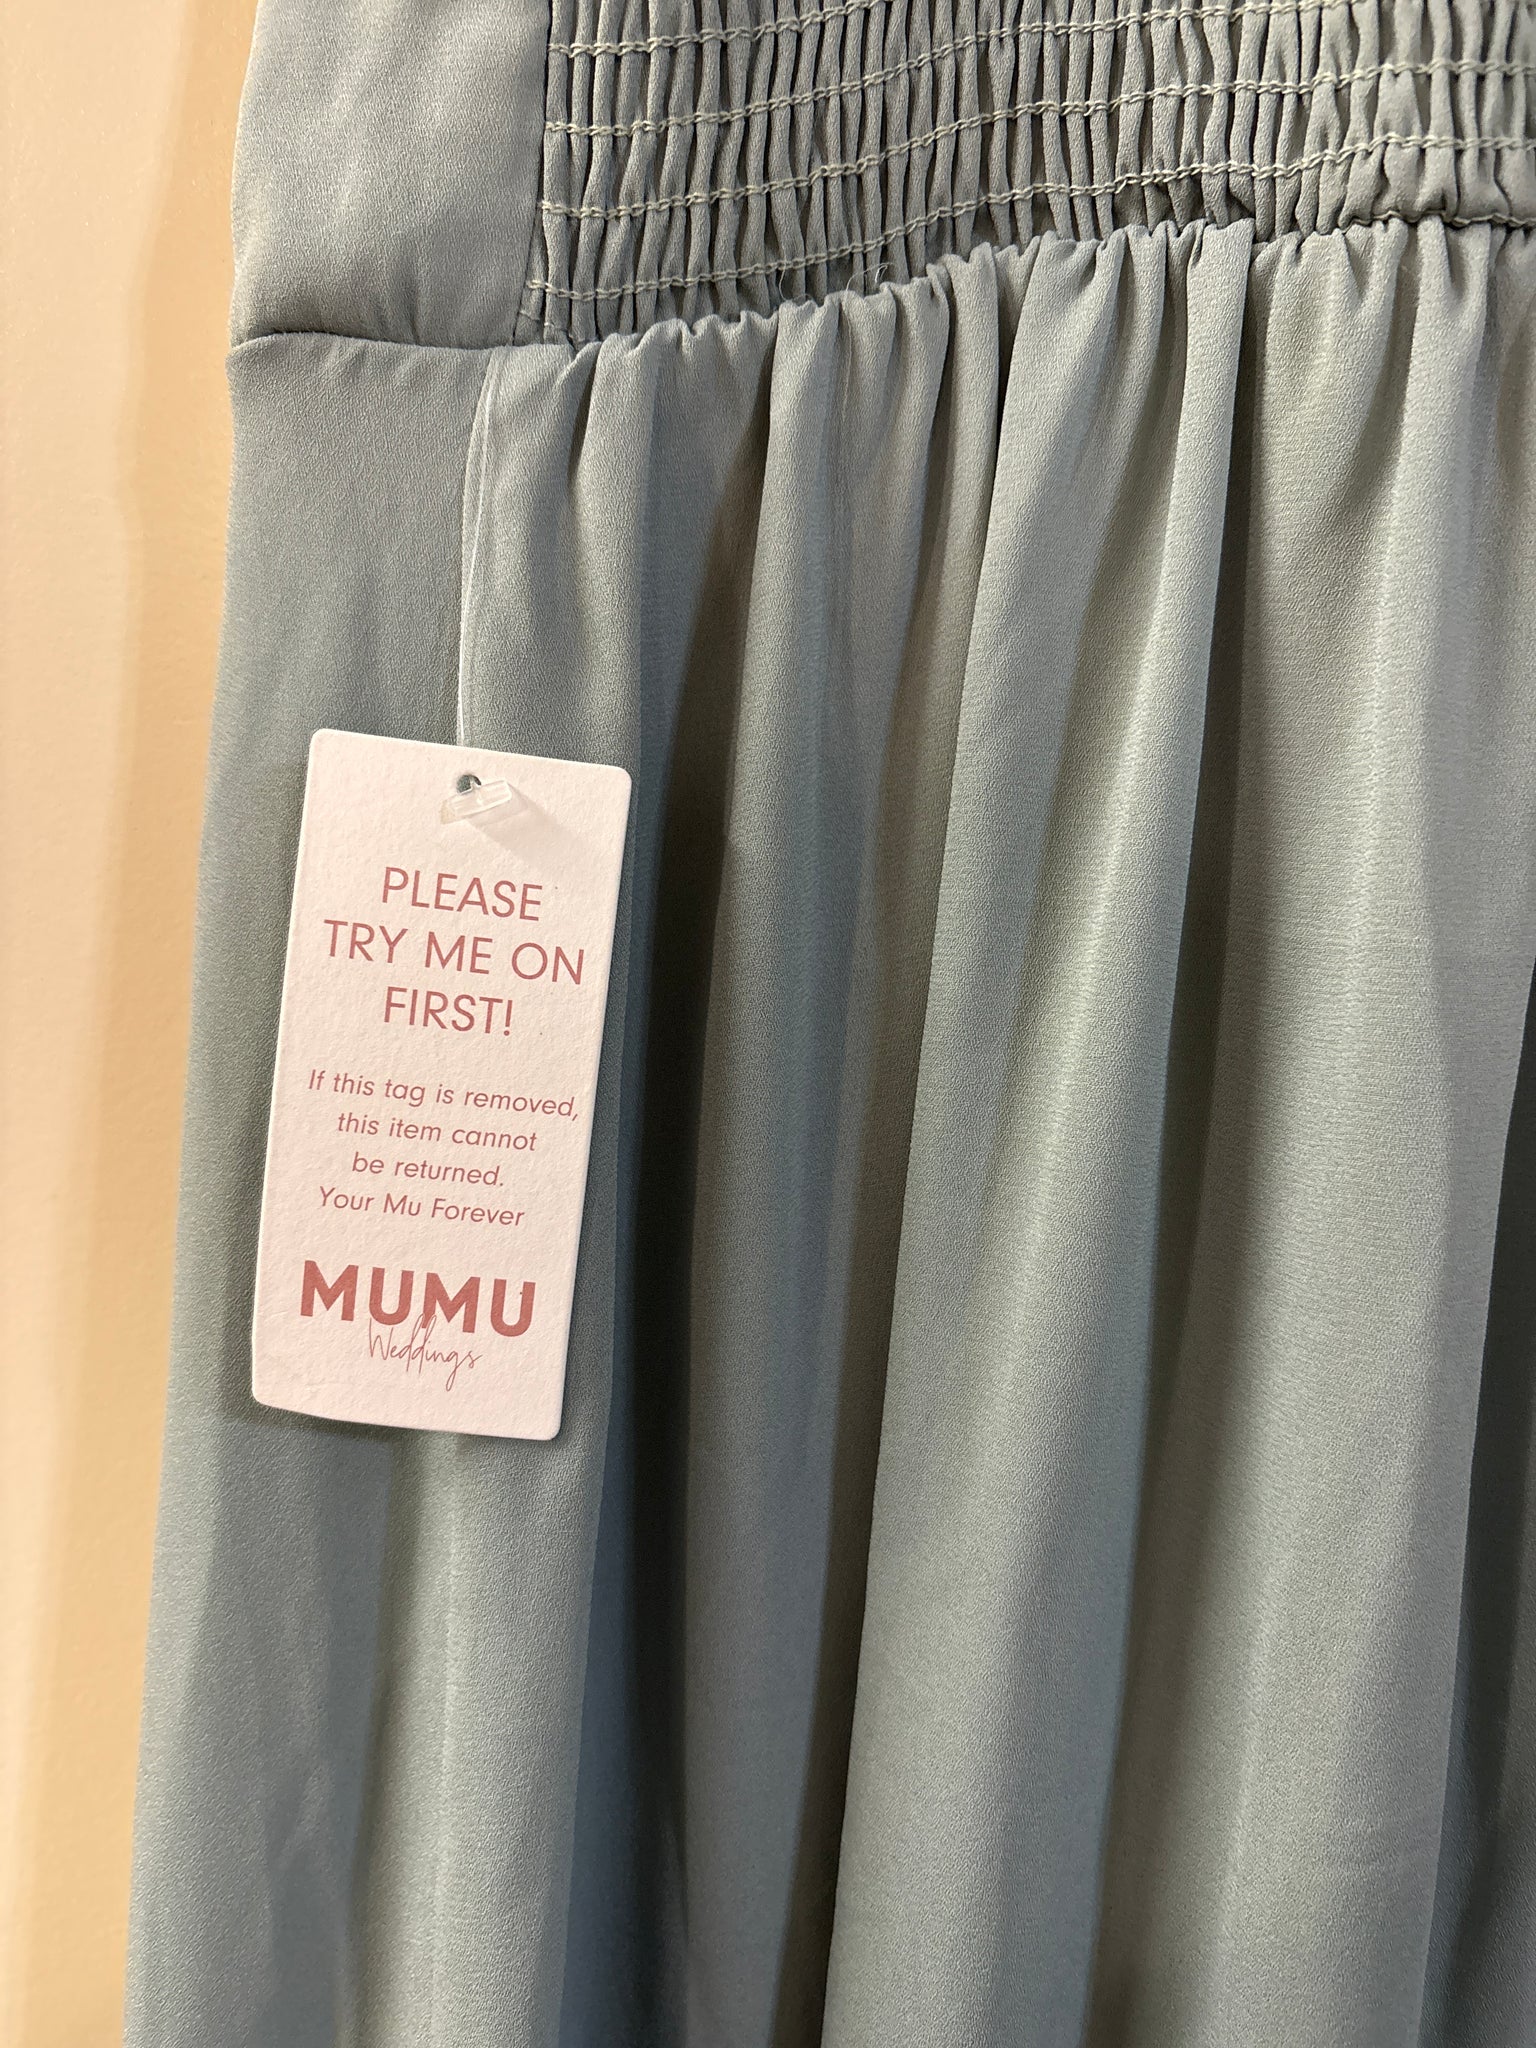 PLEASE
TRY ME ON
FIRST!
If this tag is removed,
this item cannot
be returned.
Your Mu Forever
MUMU
Weddings